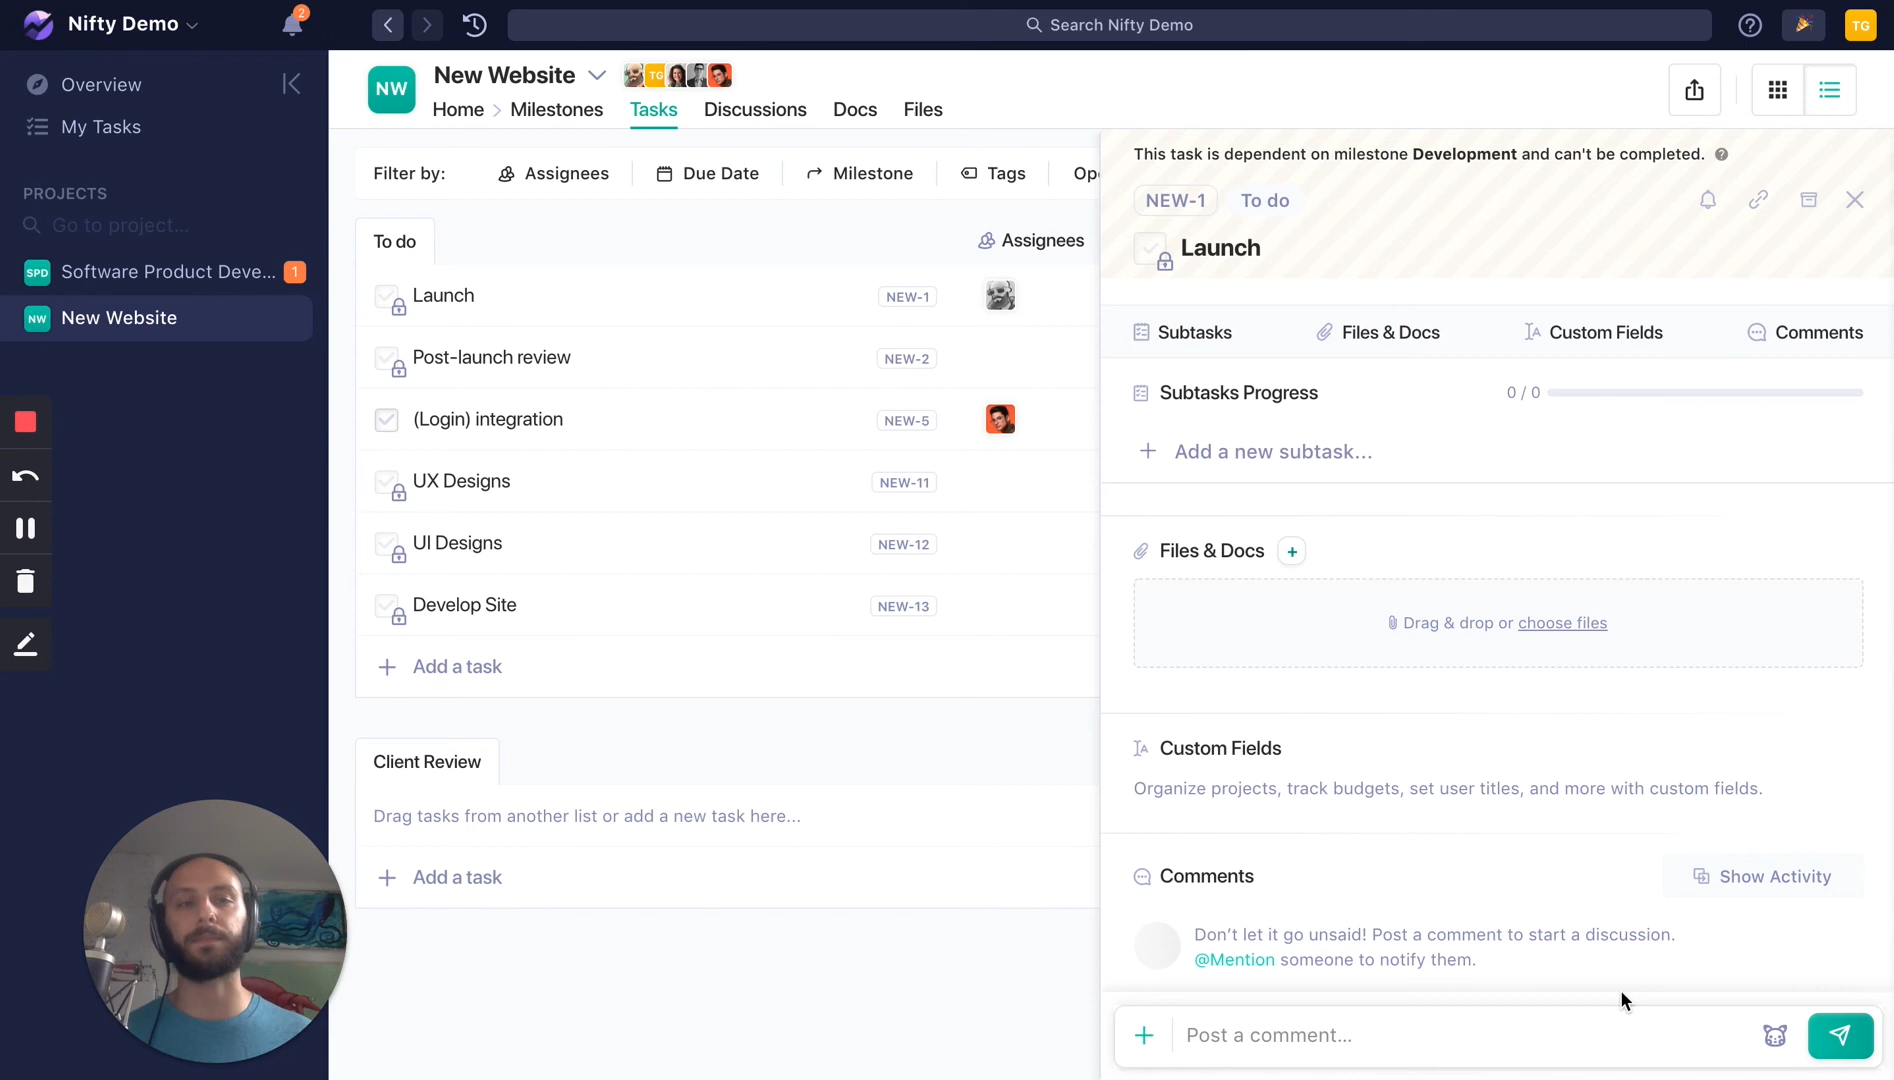 Nifty Demo
2
Search Nifty Demo
TG
Overview
My Tasks
PROJECTS
Go to project...
SPD Software Product Deve... 1
NW New Website
NW
New Website
TG
Home > Milestones Tasks Discussions Docs Files
Filter by: Assignees Due Date Milestone Tags Op
To do
Assignees
Launch NEW-1
Post-launch review NEW-2
(Login) integration NEW-5
UX Designs NEW-11
UI Designs NEW-12
Develop Site NEW-13
+ Add a task
Client Review
Drag tasks from another list or add a new task here...
+ Add a task
This task is dependent on milestone Development and can't be completed. ?
NEW-1 To do
Launch
Subtasks Files & Docs Custom Fields Comments
Subtasks Progress 0 / 0
+ Add a new subtask...
Files & Docs +
Drag & drop or choose files
Custom Fields
Organize projects, track budgets, set user titles, and more with custom fields.
Comments
Show Activity
Don't let it go unsaid! Post a comment to start a discussion.
@Mention someone to notify them.
+ Post a comment...